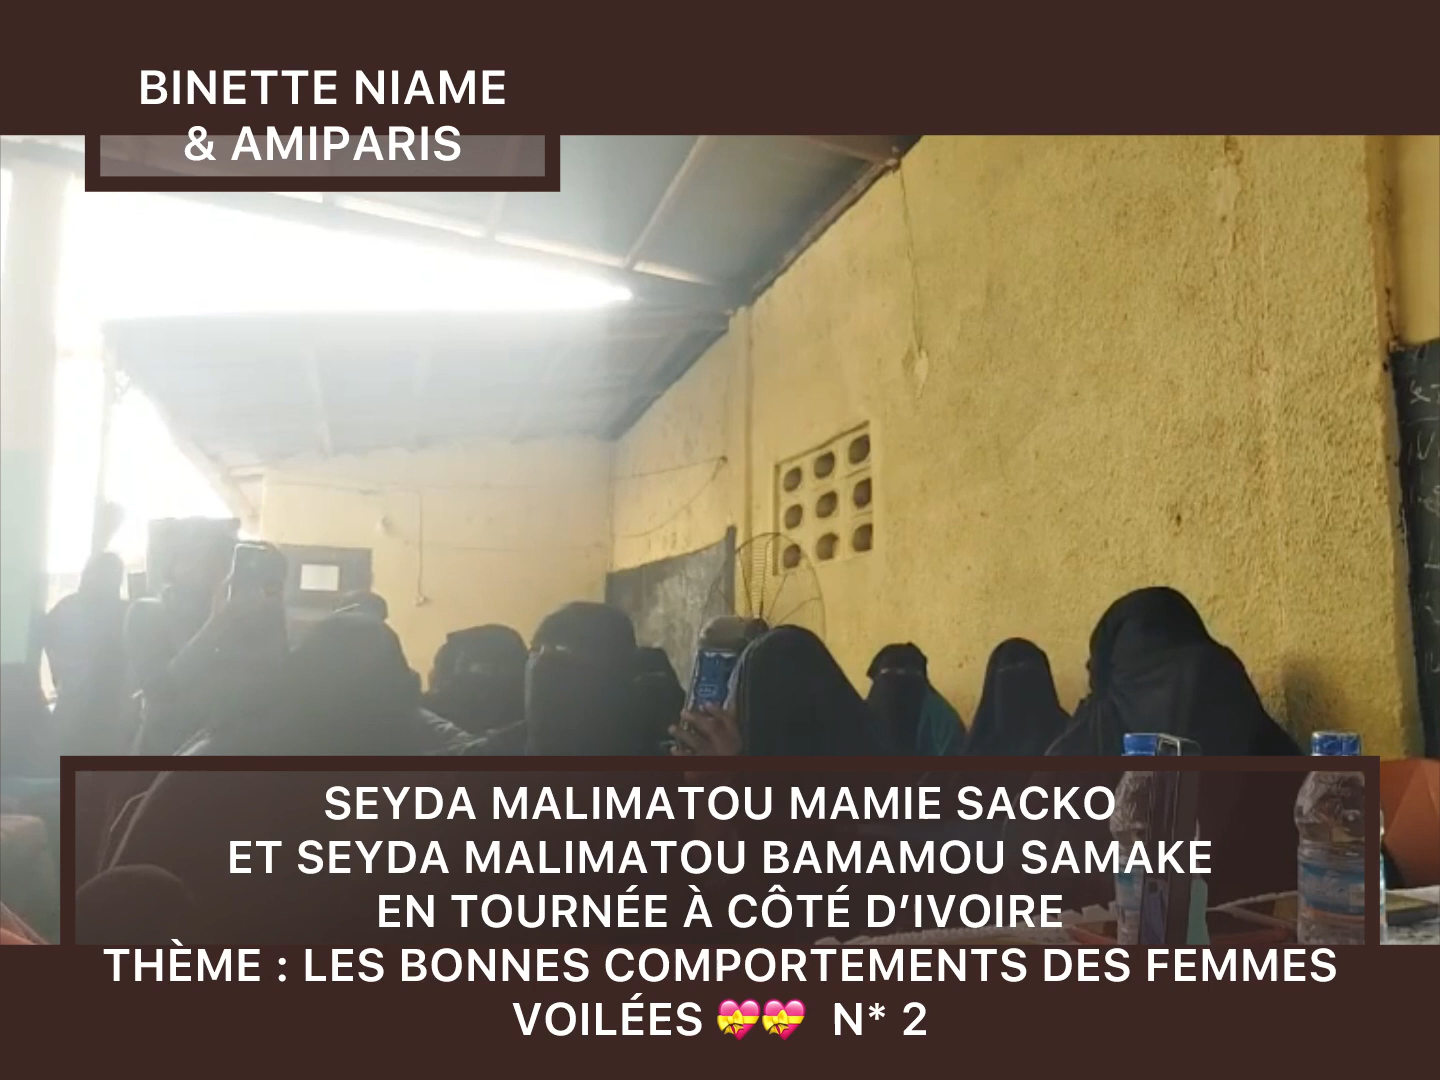 BINETTE NIAME
& AMIPARIS
SEYDA MALIMATOU MAMIE SACKO
ET SEYDA MALIMATOU BAMAMOU SAMAKE
EN TOURNÉE À CÔTÉ D’IVOIRE
THÈME : LES BONNES COMPORTEMENTS DES FEMMES
VOILÉES 💝💝 N* 2